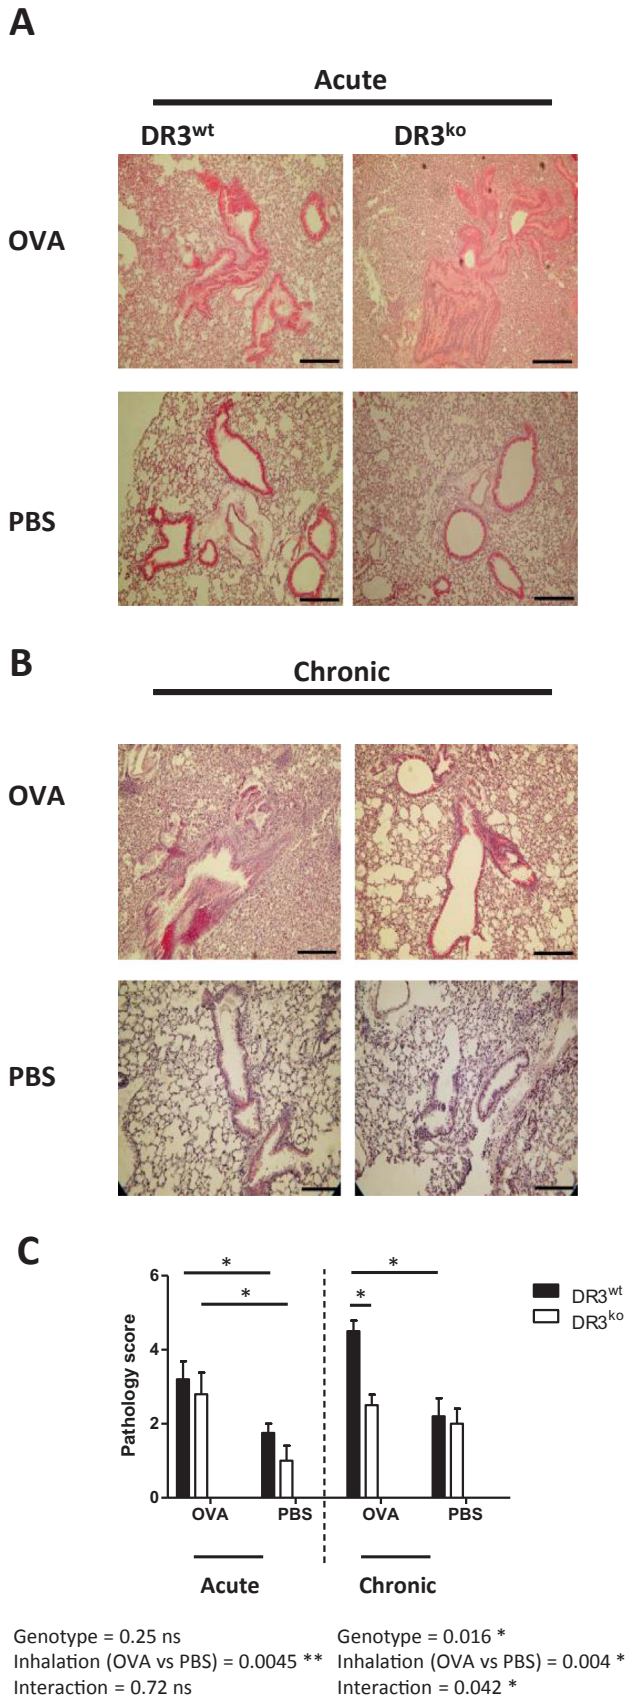 A
Acute
DR3wt DR3ko
OVA
PBS
B
Chronic
OVA
PBS
C
* *
* *
6
4
2
0
Pathology score
DR3wt
DR3ko
OVA PBS OVA PBS
Acute Chronic
Genotype = 0.25 ns Genotype = 0.016 *
Inhalation (OVA vs PBS) = 0.0045 ** Inhalation (OVA vs PBS) = 0.004 *
Interaction = 0.72 ns Interaction = 0.042 *